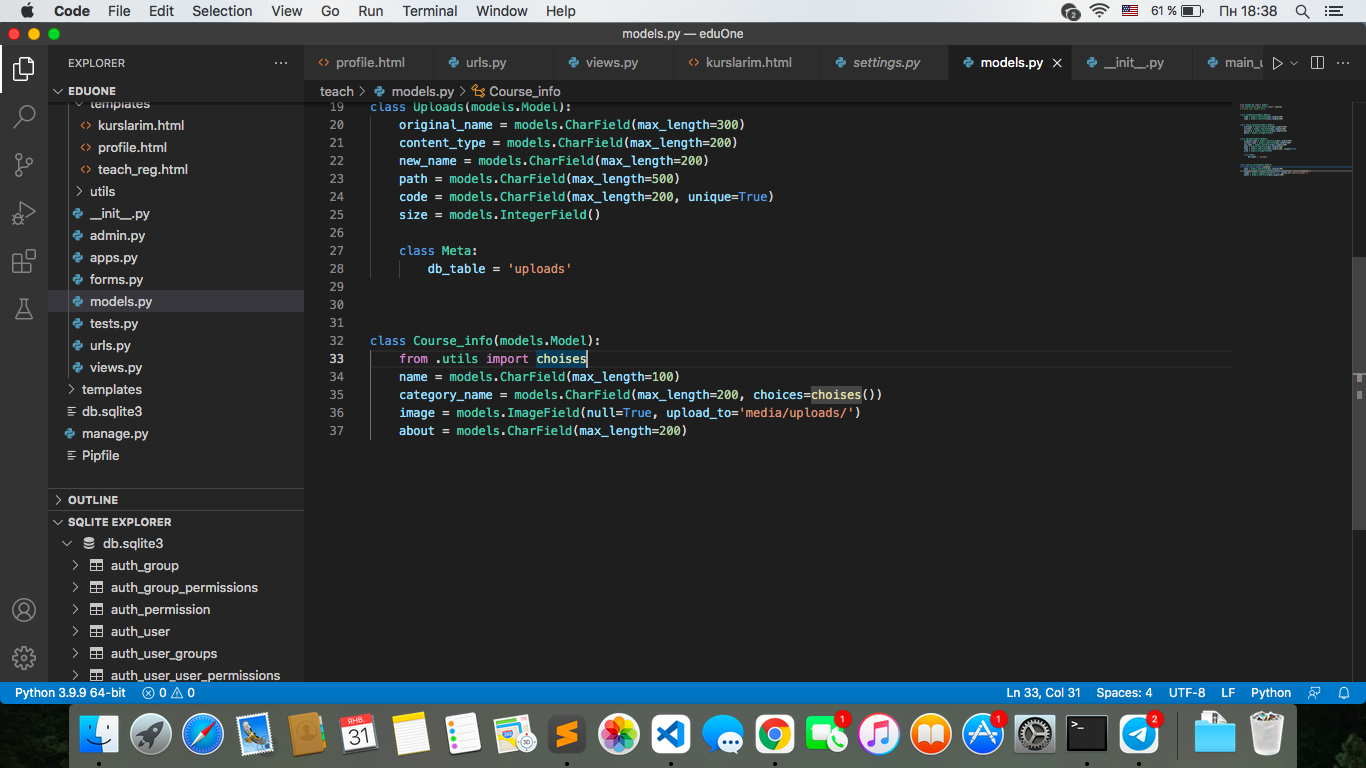 Code File Edit Selection View Go Run Terminal Window Help 2 61 % Пн 18:38
models.py — eduOne
EXPLORER
profile.html urls.py views.py kurslarim.html settings.py models.py __init__.py
EDUONE
teach > models.py > Course_info
templates
kurslarim.html
profile.html
teach_reg.html
utils
__init__.py
admin.py
apps.py
forms.py
models.py
tests.py
urls.py
views.py
templates
db.sqlite3
manage.py
Pipfile
OUTLINE
SQLITE EXPLORER
db.sqlite3
auth_group
auth_group_permissions
auth_permission
auth_user
auth_user_groups
auth_user_user_permissions
19 class Uploads(models.Model):
20 original_name = models.CharField(max_length=300)
21 content_type = models.CharField(max_length=200)
22 new_name = models.CharField(max_length=200)
23 path = models.CharField(max_length=500)
24 code = models.CharField(max_length=200, unique=True)
25 size = models.IntegerField()
26
27 class Meta:
28 db_table = 'uploads'
29
30
31
32 class Course_info(models.Model):
33 from .utils import choises
34 name = models.CharField(max_length=100)
35 category_name = models.CharField(max_length=200, choices=choises())
36 image = models.ImageField(null=True, upload_to='media/uploads/')
37 about = models.CharField(max_length=200)
Python 3.9.9 64-bit 0 0 Ln 33, Col 31 Spaces: 4 UTF-8 LF Python
ЯНВ.
31
3D
1
1
2
>_